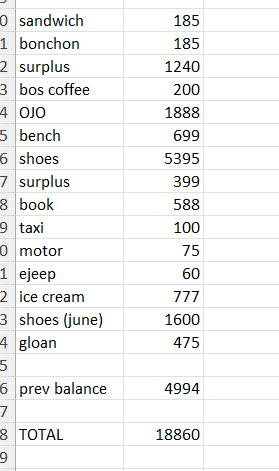 0 sandwich 185
1 bonchon 185
2 surplus 1240
3 bos coffee 200
4 OJO 1888
5 bench 699
6 shoes 5395
7 surplus 399
8 book 588
9 taxi 100
0 motor 75
1 ejeep 60
2 ice cream 777
3 shoes (june) 1600
4 gloan 475
5
6 prev balance 4994
7
8 TOTAL 18860
9